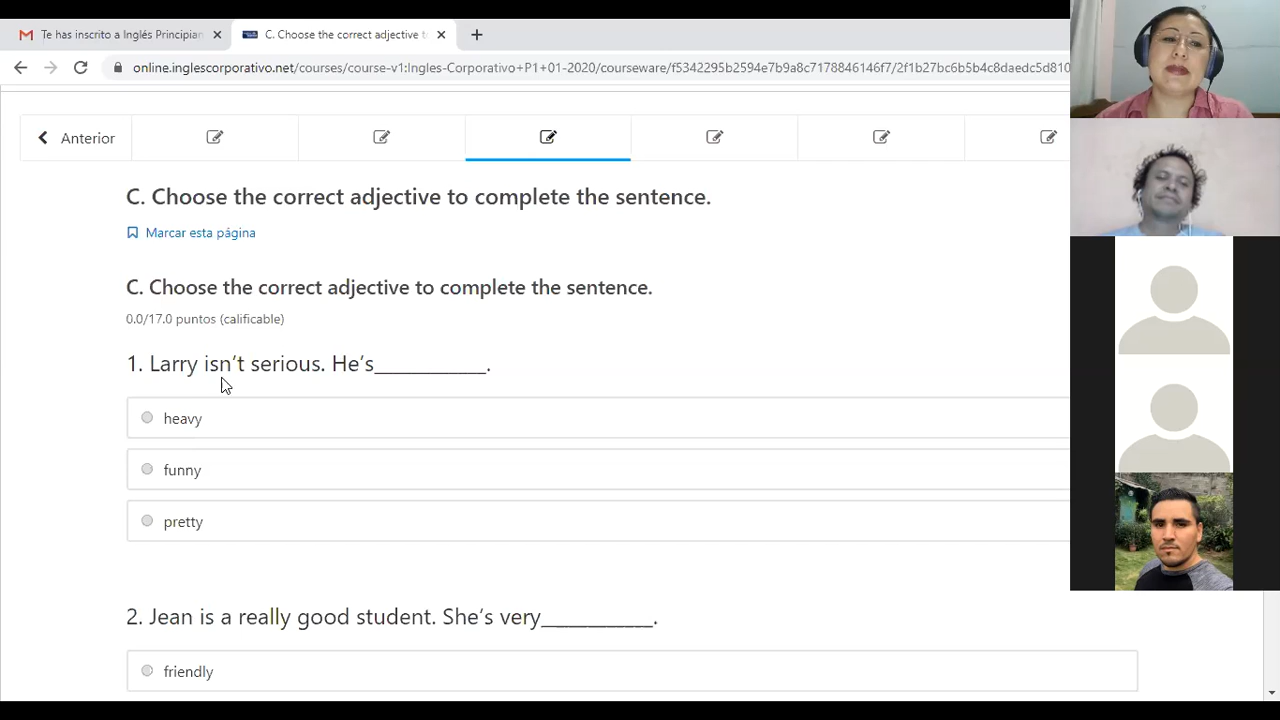 Te has inscrito a Inglés Principian
C. Choose the correct adjective to
online.inglescorporativo.net/courses/course-v1:Ingles-Corporativo+P1+01-2020/courseware/f5342295b2594e7b9a8c7178846146f7/2f1b27bc6b5b4c8daedc5d810
Anterior
C. Choose the correct adjective to complete the sentence.
Marcar esta página
C. Choose the correct adjective to complete the sentence.
0.0/17.0 puntos (calificable)
1. Larry isn’t serious. He’s____________.
heavy
funny
pretty
2. Jean is a really good student. She’s very____________.
friendly